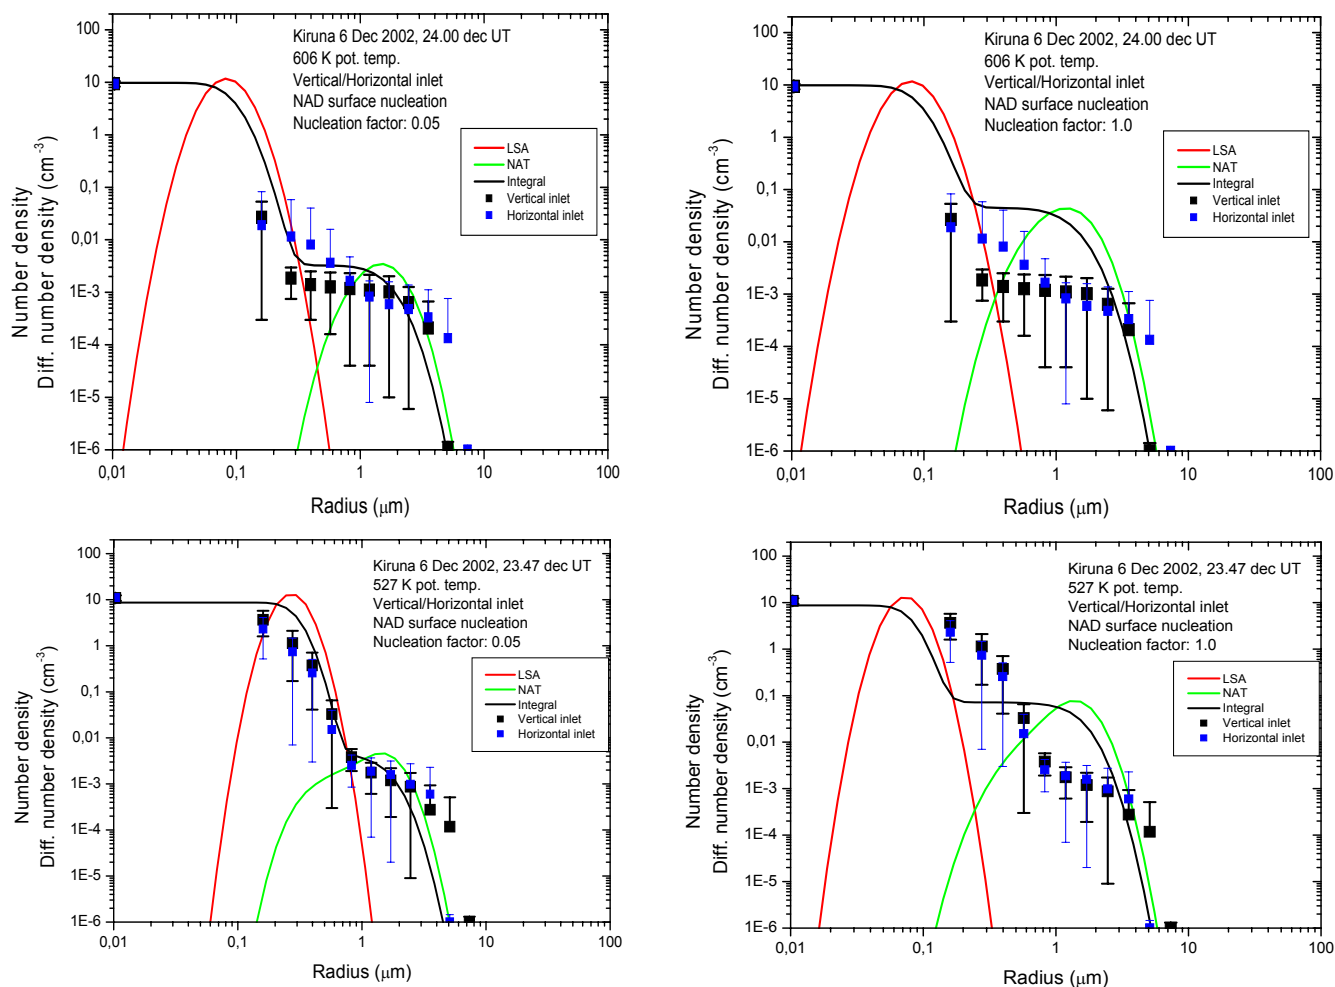 Kiruna 6 Dec 2002, 24.00 dec UT
606 K pot. temp.
Vertical/Horizontal inlet
NAD surface nucleation
Nucleation factor: 0.05
LSA
NAT
Integral
Vertical inlet
Horizontal inlet
100
10
1
0,1
0,01
1E-3
1E-4
1E-5
1E-6
0,01
0,1
1
10
100
Number density
Diff. number density (cm⁻³)
Radius (μm)
Kiruna 6 Dec 2002, 24.00 dec UT
606 K pot. temp.
Vertical/Horizontal inlet
NAD surface nucleation
Nucleation factor: 1.0
LSA
NAT
Integral
Vertical inlet
Horizontal inlet
100
10
1
0,1
0,01
1E-3
1E-4
1E-5
1E-6
0,01
0,1
1
10
100
Number density
Diff. number density (cm⁻³)
Radius (μm)
Kiruna 6 Dec 2002, 23.47 dec UT
527 K pot. temp.
Vertical/Horizontal inlet
NAD surface nucleation
Nucleation factor: 0.05
LSA
NAT
Integral
Vertical inlet
Horizontal inlet
100
10
1
0,1
0,01
1E-3
1E-4
1E-5
1E-6
0,01
0,1
1
10
100
Number density
Diff. number density (cm⁻³)
Radius (μm)
Kiruna 6 Dec 2002, 23.47 dec UT
527 K pot. temp.
Vertical/Horizontal inlet
NAD surface nucleation
Nucleation factor: 1.0
LSA
NAT
Integral
Vertical inlet
Horizontal inlet
100
10
1
0,1
0,01
1E-3
1E-4
1E-5
1E-6
0,01
0,1
1
10
100
Number density
Diff. number density (cm⁻³)
Radius (μm)